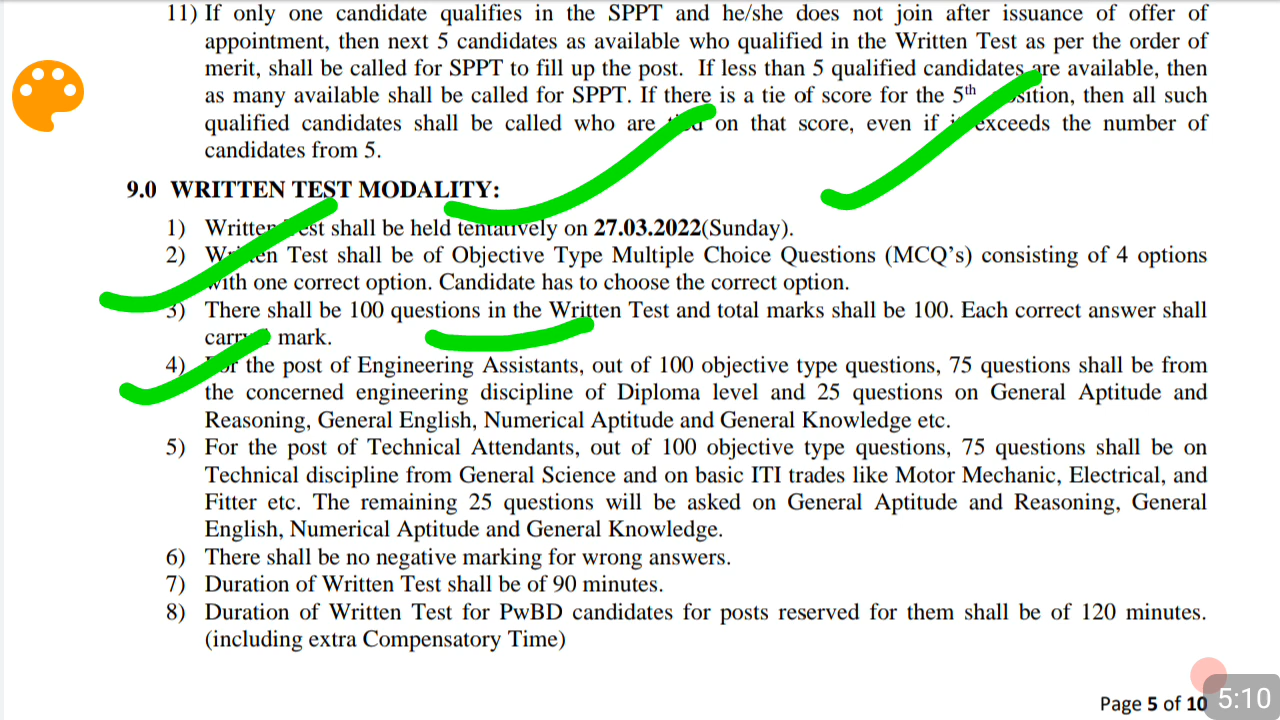 11) If only one candidate qualifies in the SPPT and he/she does not join after issuance of offer of
appointment, then next 5 candidates as available who qualified in the Written Test as per the order of
merit, shall be called for SPPT to fill up the post. If less than 5 qualified candidates are available, then
as many available shall be called for SPPT. If there is a tie of score for the 5th position, then all such
qualified candidates shall be called who are on that score, even if exceeds the number of
candidates from 5.
9.0 WRITTEN TEST MODALITY:
1) Written Test shall be held tentatively on 27.03.2022(Sunday).
2) Written Test shall be of Objective Type Multiple Choice Questions (MCQ’s) consisting of 4 options
with one correct option. Candidate has to choose the correct option.
3) There shall be 100 questions in the Written Test and total marks shall be 100. Each correct answer shall
carry mark.
4) For the post of Engineering Assistants, out of 100 objective type questions, 75 questions shall be from
the concerned engineering discipline of Diploma level and 25 questions on General Aptitude and
Reasoning, General English, Numerical Aptitude and General Knowledge etc.
5) For the post of Technical Attendants, out of 100 objective type questions, 75 questions shall be on
Technical discipline from General Science and on basic ITI trades like Motor Mechanic, Electrical, and
Fitter etc. The remaining 25 questions will be asked on General Aptitude and Reasoning, General
English, Numerical Aptitude and General Knowledge.
6) There shall be no negative marking for wrong answers.
7) Duration of Written Test shall be of 90 minutes.
8) Duration of Written Test for PwBD candidates for posts reserved for them shall be of 120 minutes.
(including extra Compensatory Time)
Page 5 of 10
5:10